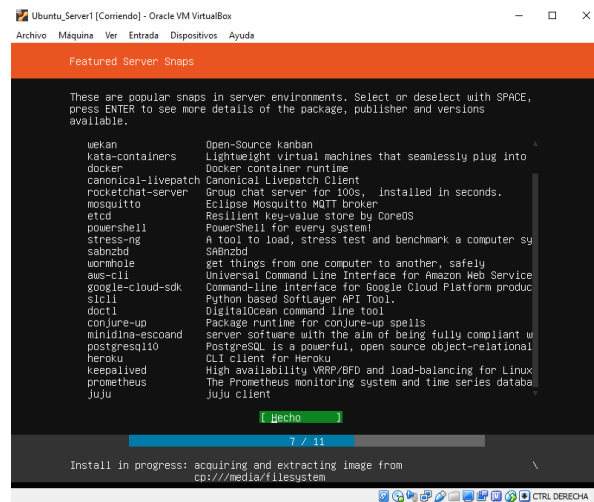 Ubuntu_Server1 [Corriendo] - Oracle VM VirtualBox
Archivo Máquina Ver Entrada Dispositivos Ayuda
Featured Server Snaps
These are popular snaps in server environments. Select or deselect with SPACE,
press ENTER to see more details of the package, publisher and versions
available.
wekan Open-Source kanban
kata-containers Lightweight virtual machines that seamlessly plug into
docker Docker container runtime
canonical-livepatch Canonical Livepatch Client
rocketchat-server Group chat server for 100s, installed in seconds.
mosquitto Eclipse Mosquitto MQTT broker
etcd Resilient key-value store by CoreOS
powershell PowerShell for every system!
stress-ng A tool to load, stress test and benchmark a computer sy
sabnzbd SABnzbd
wormhole get things from one computer to another, safely
aws-cli Universal Command Line Interface for Amazon Web Service
google-cloud-sdk Command-line interface for Google Cloud Platform produc
slcli Python based SoftLayer API Tool.
doctl DigitalOcean command line tool
conjure-up Package runtime for conjure-up spells
minidlna-escoand server software with the aim of being fully compliant w
postgresql10 PostgreSQL is a powerful, open source object-relational
heroku CLI client for Heroku
keepalived High availability VRRP/BFD and load-balancing for Linux
prometheus The Prometheus monitoring system and time series databa
juju juju client
[ Hecho ]
7 / 11
Install in progress: acquiring and extracting image from \
cp:///media/filesystem
CTRL DERECHA